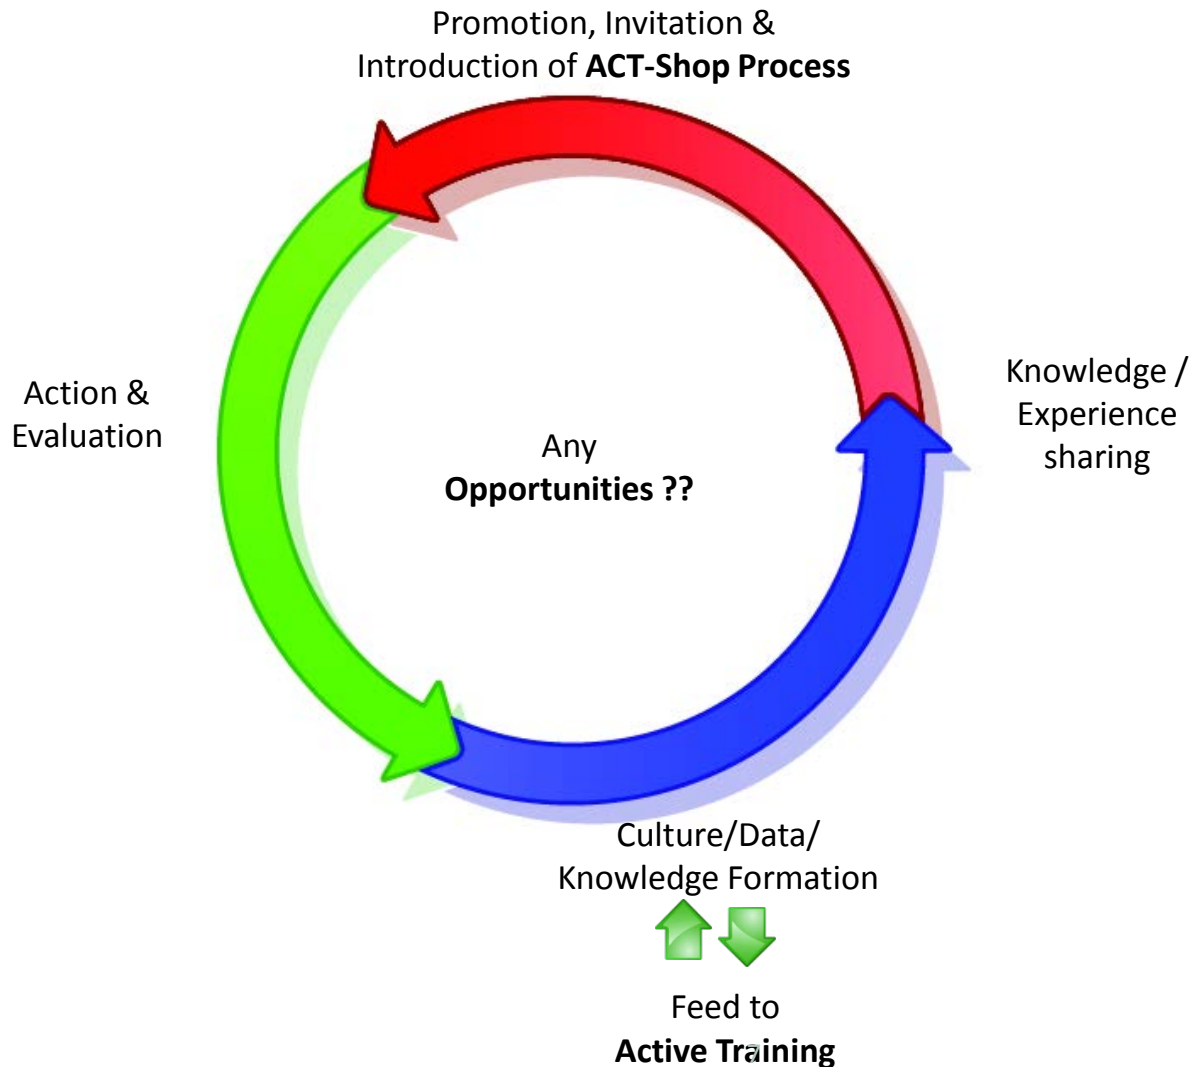 Promotion, Invitation &
Introduction of ACT-Shop Process
Knowledge /
Experience
sharing
Action &
Evaluation
Any
Opportunities ??
Culture/Data/
Knowledge Formation
Feed to
Active Training
7